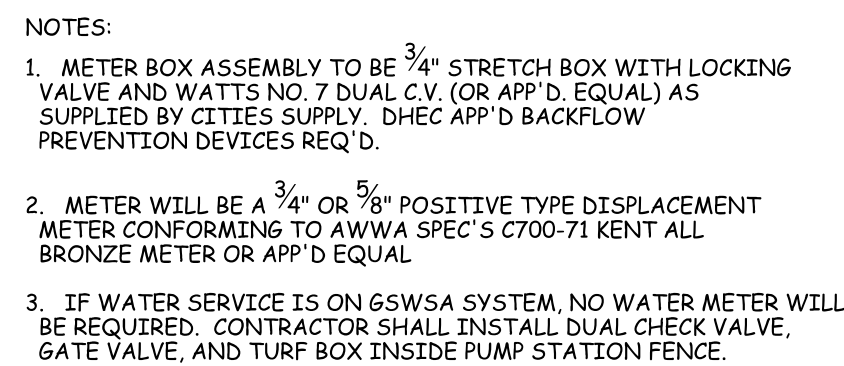 NOTES:
1. METER BOX ASSEMBLY TO BE 3/4" STRETCH BOX WITH LOCKING
VALVE AND WATTS NO. 7 DUAL C.V. (OR APP'D. EQUAL) AS
SUPPLIED BY CITIES SUPPLY. DHEC APP'D BACKFLOW
PREVENTION DEVICES REQ'D.
2. METER WILL BE A 3/4" OR 5/8" POSITIVE TYPE DISPLACEMENT
METER CONFORMING TO AWWA SPEC'S C700-71 KENT ALL
BRONZE METER OR APP'D EQUAL
3. IF WATER SERVICE IS ON GSWSA SYSTEM, NO WATER METER WILL
BE REQUIRED. CONTRACTOR SHALL INSTALL DUAL CHECK VALVE,
GATE VALVE, AND TURF BOX INSIDE PUMP STATION FENCE.